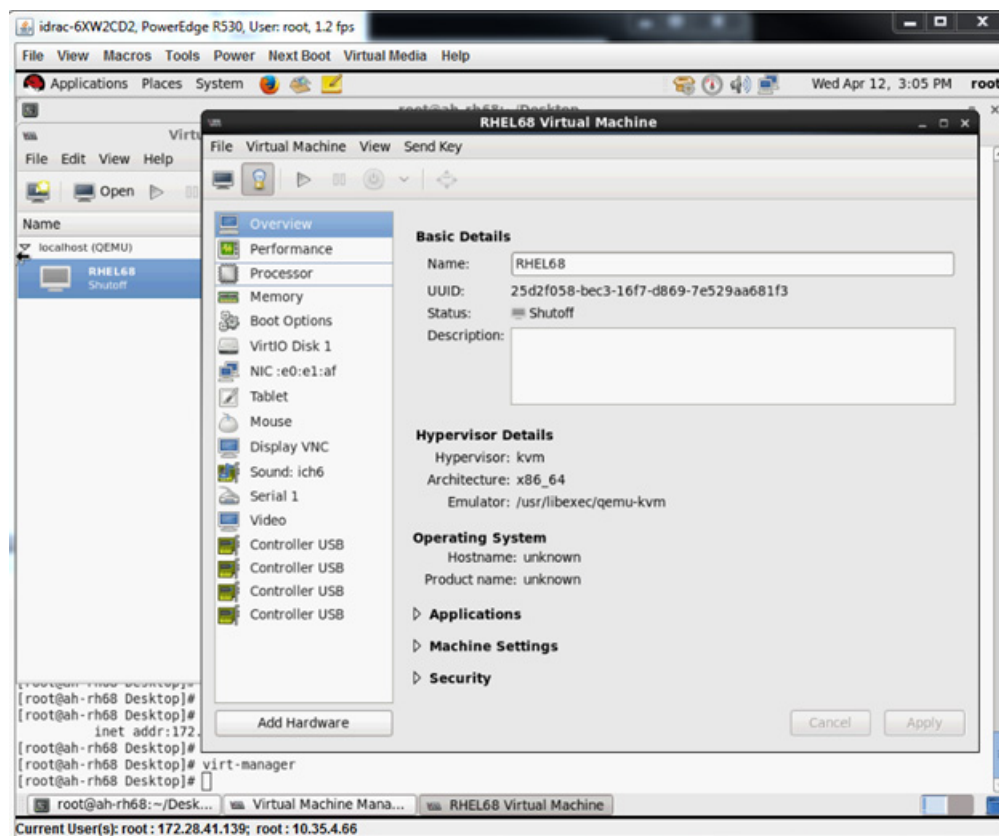 idrac-6XW2CD2, PowerEdge R530, User: root, 1.2 fps
File View Macros Tools Power Next Boot Virtual Media Help
Applications Places System Wed Apr 12, 3:05 PM root
root@ah-rh68:~/Desktop
Virtu
File Edit View Help
Open
Name
localhost (QEMU)
RHEL68
Shutoff
RHEL68 Virtual Machine
File Virtual Machine View Send Key
Overview
Performance
Processor
Memory
Boot Options
VirtIO Disk 1
NIC :e0:e1:af
Tablet
Mouse
Display VNC
Sound: ich6
Serial 1
Video
Controller USB
Controller USB
Controller USB
Controller USB
Add Hardware
Basic Details
Name: RHEL68
UUID: 25d2f058-bec3-16f7-d869-7e529aa681f3
Status: Shutoff
Description:
Hypervisor Details
Hypervisor: kvm
Architecture: x86_64
Emulator: /usr/libexec/qemu-kvm
Operating System
Hostname: unknown
Product name: unknown
Applications
Machine Settings
Security
Cancel Apply
[root@ah-rh68 Desktop]#
[root@ah-rh68 Desktop]#
inet addr:172.
[root@ah-rh68 Desktop]#
[root@ah-rh68 Desktop]# virt-manager
[root@ah-rh68 Desktop]#
root@ah-rh68:~/Desk... Virtual Machine Mana... RHEL68 Virtual Machine
Current User(s): root : 172.28.41.139; root : 10.35.4.66